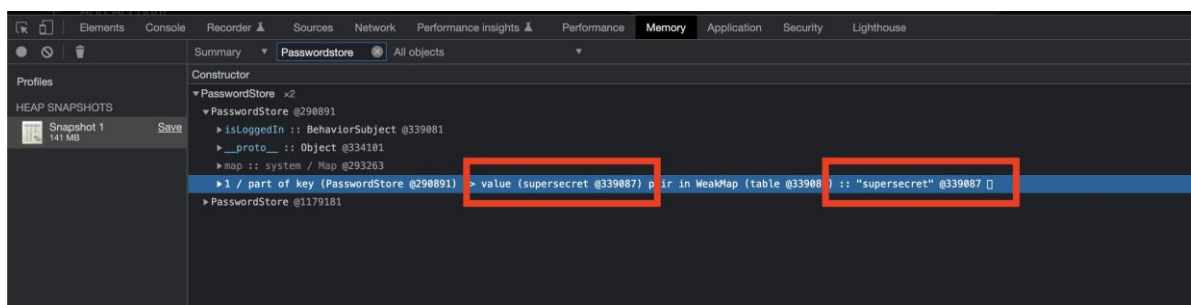 Elements Console Recorder Sources Network Performance insights Performance Memory Application Security Lighthouse
Summary ▼ Passwordstore All objects ▼
Profiles
Constructor
▼PasswordStore ×2
HEAP SNAPSHOTS
▼PasswordStore @290891
Snapshot 1 Save
141 MB
▶isLoggedIn :: BehaviorSubject @339081
▶__proto__ :: Object @334101
▶map :: system / Map @293263
▶1 / part of key (PasswordStore @290891) > value (supersecret @339087) pair in WeakMap (table @33908 ) :: "supersecret" @339087
▶PasswordStore @1179181